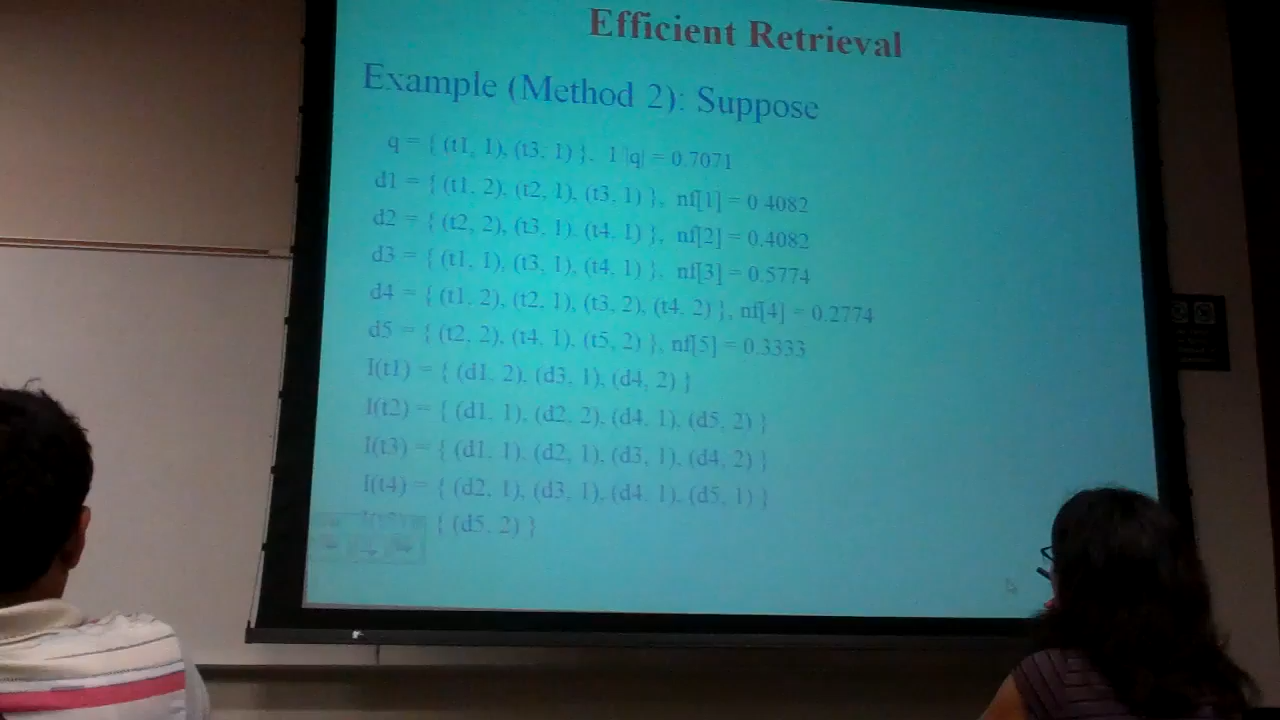 Efficient Retrieval
Example (Method 2): Suppose
q = { (t1, 1), (t3, 1) }, 1/|q| = 0.7071
d1 = { (t1, 2), (t2, 1), (t3, 1) }, nf[1] = 0.4082
d2 = { (t2, 2), (t3, 1), (t4, 1) }, nf[2] = 0.4082
d3 = { (t1, 1), (t3, 1), (t4, 1) }, nf[3] = 0.5774
d4 = { (t1, 2), (t2, 1), (t3, 2), (t4, 2) }, nf[4] = 0.2774
d5 = { (t2, 2), (t4, 1), (t5, 2) }, nf[5] = 0.3333
I(t1) = { (d1, 2), (d3, 1), (d4, 2) }
I(t2) = { (d1, 1), (d2, 2), (d4, 1), (d5, 2) }
I(t3) = { (d1, 1), (d2, 1), (d3, 1), (d4, 2) }
I(t4) = { (d2, 1), (d3, 1), (d4, 1), (d5, 1) }
{ (d5, 2) }